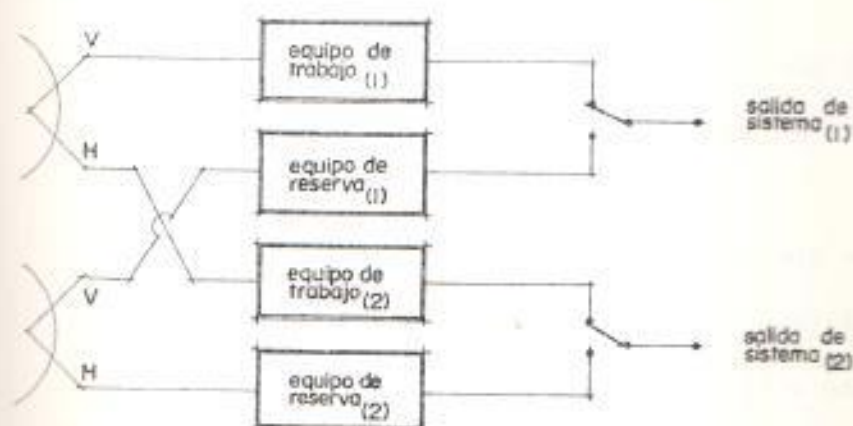 V
equipo de
trabajo (1)
salida de
sistema (1)
H
equipo de
reserva (1)
equipo de
trabajo (2)
V
salida de
sistema (2)
H
equipo de
reserva (2)